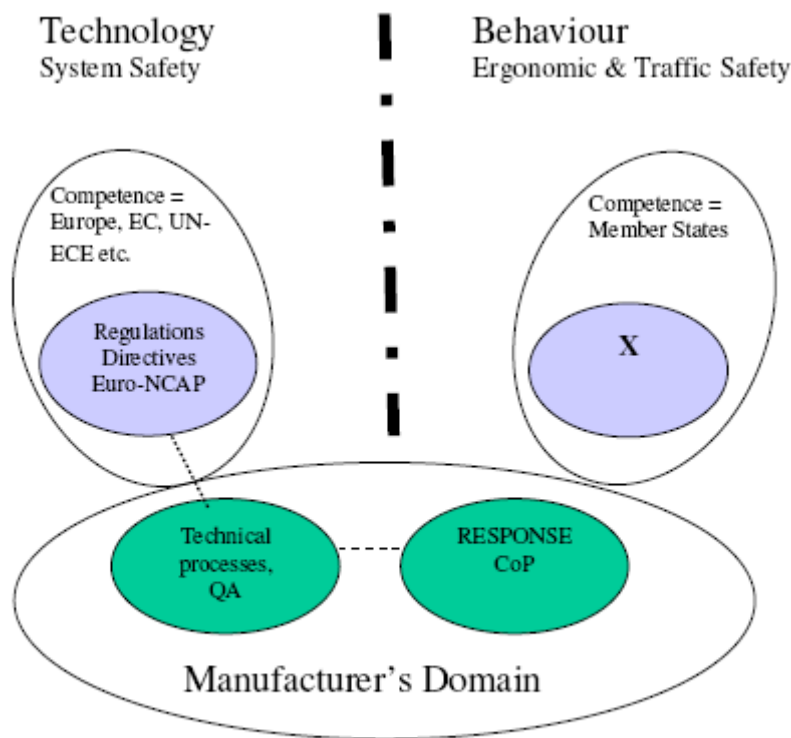 Technology
System Safety
Behaviour
Ergonomic & Traffic Safety
Competence =
Europe, EC, UN-
ECE etc.
Regulations
Directives
Euro-NCAP
Competence =
Member States
X
Technical
processes,
QA
RESPONSE
CoP
Manufacturer's Domain